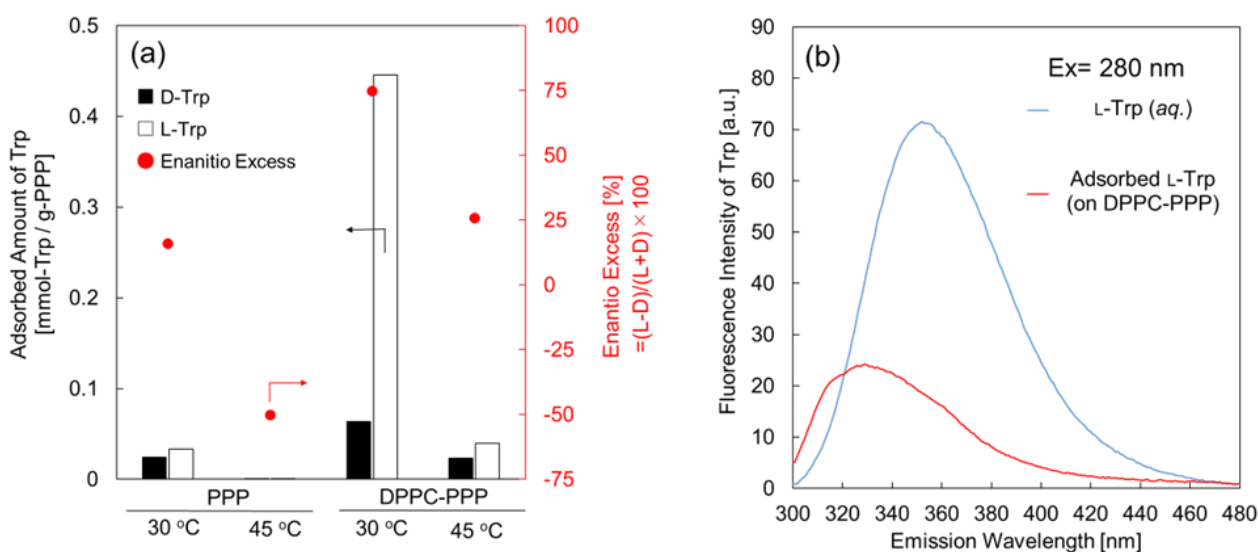 (a)
D-Trp
L-Trp
Enanitio Excess
Adsorbed Amount of Trp
[mmol-Trp / g-PPP]
0.5
0.4
0.3
0.2
0.1
0
100
75
50
25
0
-25
-50
-75
Enantio Excess [%]
=(L-D)/(L+D) × 100
PPP
DPPC-PPP
30 °C
45 °C
30 °C
45 °C
(b)
Ex= 280 nm
L-Trp (aq.)
Adsorbed L-Trp
(on DPPC-PPP)
Fluorescence Intensity of Trp [a.u.]
90
80
70
60
50
40
30
20
10
0
300 320 340 360 380 400 420 440 460 480
Emission Wavelength [nm]